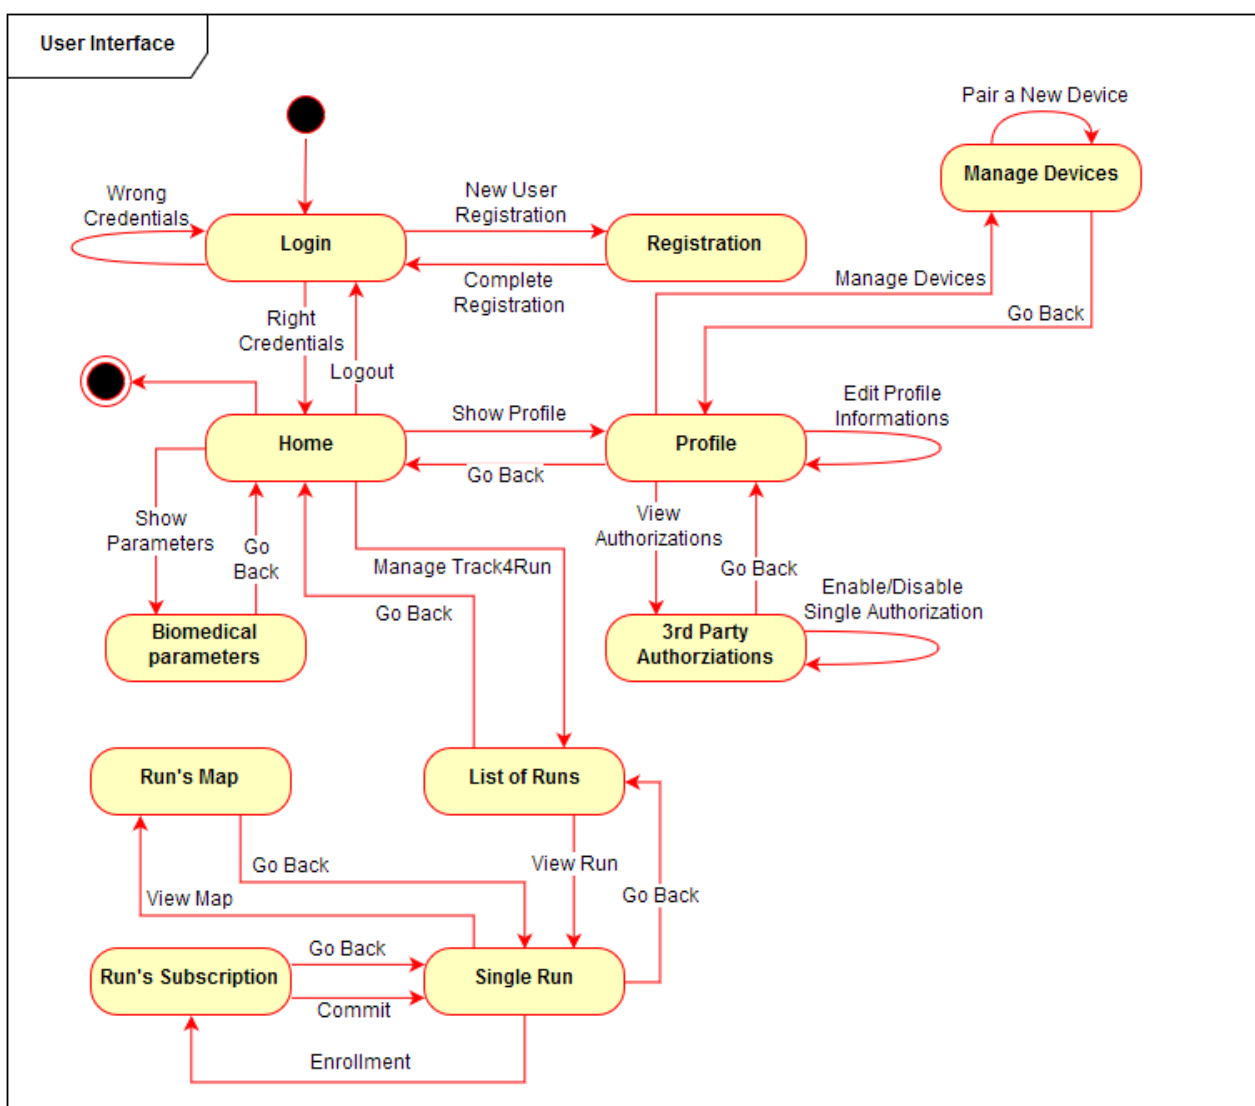 User Interface
Pair a New Device
Manage Devices
Wrong
Credentials
New User
Registration
Login
Registration
Complete
Registration
Manage Devices
Go Back
Right
Credentials
Logout
Edit Profile
Informations
Show Profile
Home
Profile
Go Back
Show
Parameters
Go
Back
View
Authorizations
Manage Track4Run
Go Back
Go Back
Enable/Disable
Single Authorization
Biomedical
parameters
3rd Party
Authorziations
Run's Map
List of Runs
Go Back
View Run
View Map
Go Back
Go Back
Run's Subscription
Single Run
Commit
Enrollment